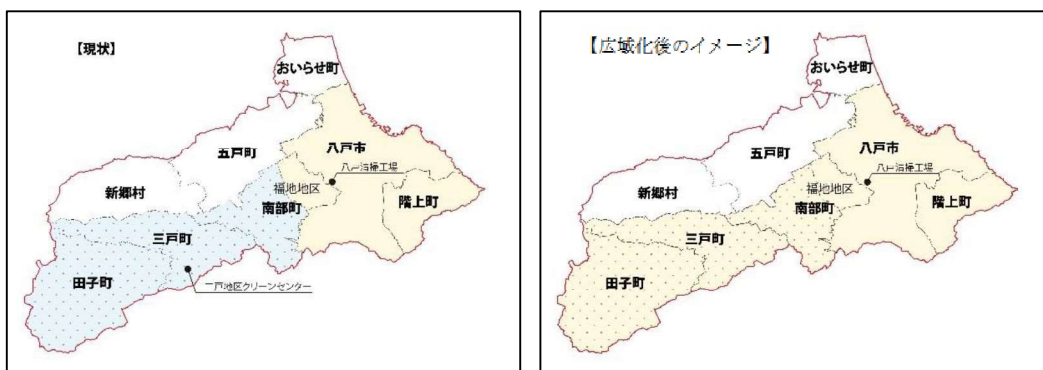 【現状】
おいらせ町
五戸町
八戸市
八戸清掃工場
福地地区
新郷村
南部町
階上町
三戸町
田子町
三戸地区クリーンセンター
【広域化後のイメージ】
おいらせ町
五戸町
八戸市
八戸清掃工場
福地地区
新郷村
南部町
階上町
三戸町
田子町